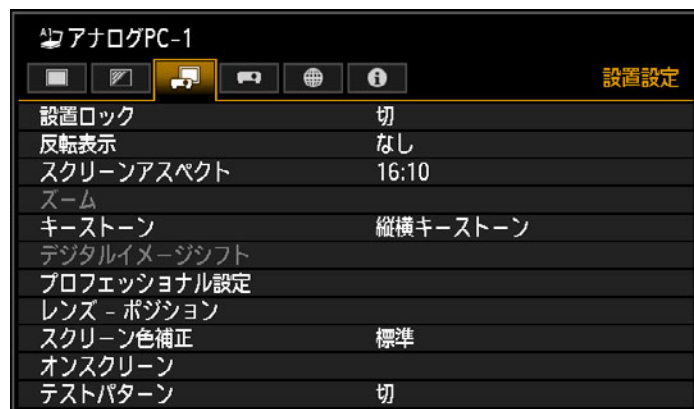 アナログPC-1
設置設定
設置ロック 切
反転表示 なし
スクリーンアスペクト 16:10
ズーム
キーストーン 縦横キーストーン
デジタルイメージシフト
プロフェッショナル設定
レンズ - ポジション
スクリーン色補正 標準
オンスクリーン
テストパターン 切